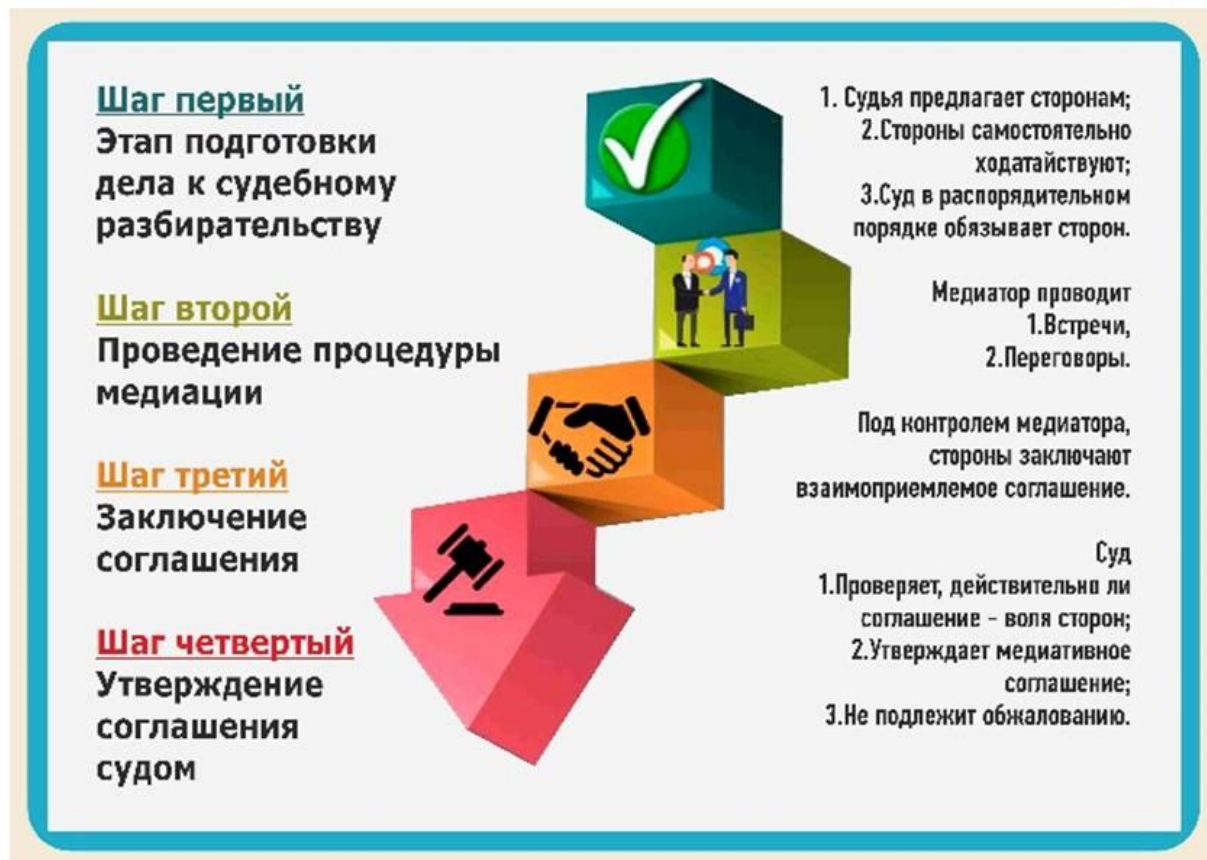 Шаг первый
Этап подготовки
дела к судебному
разбирательству
1. Судья предлагает сторонам;
2.Стороны самостоятельно
ходатайствуют;
3.Суд в распорядительном
порядке обязывает сторон.
Шаг второй
Проведение процедуры
медиации
Медиатор проводит
1.Встречи,
2.Переговоры.
Шаг третий
Заключение
соглашения
Под контролем медиатора,
стороны заключают
взаимоприемлемое соглашение.
Шаг четвертый
Утверждение
соглашения
судом
Суд
1.Проверяет, действительно ли
соглашение - воля сторон;
2.Утверждает медиативное
соглашение;
3.Не подлежит обжалованию.